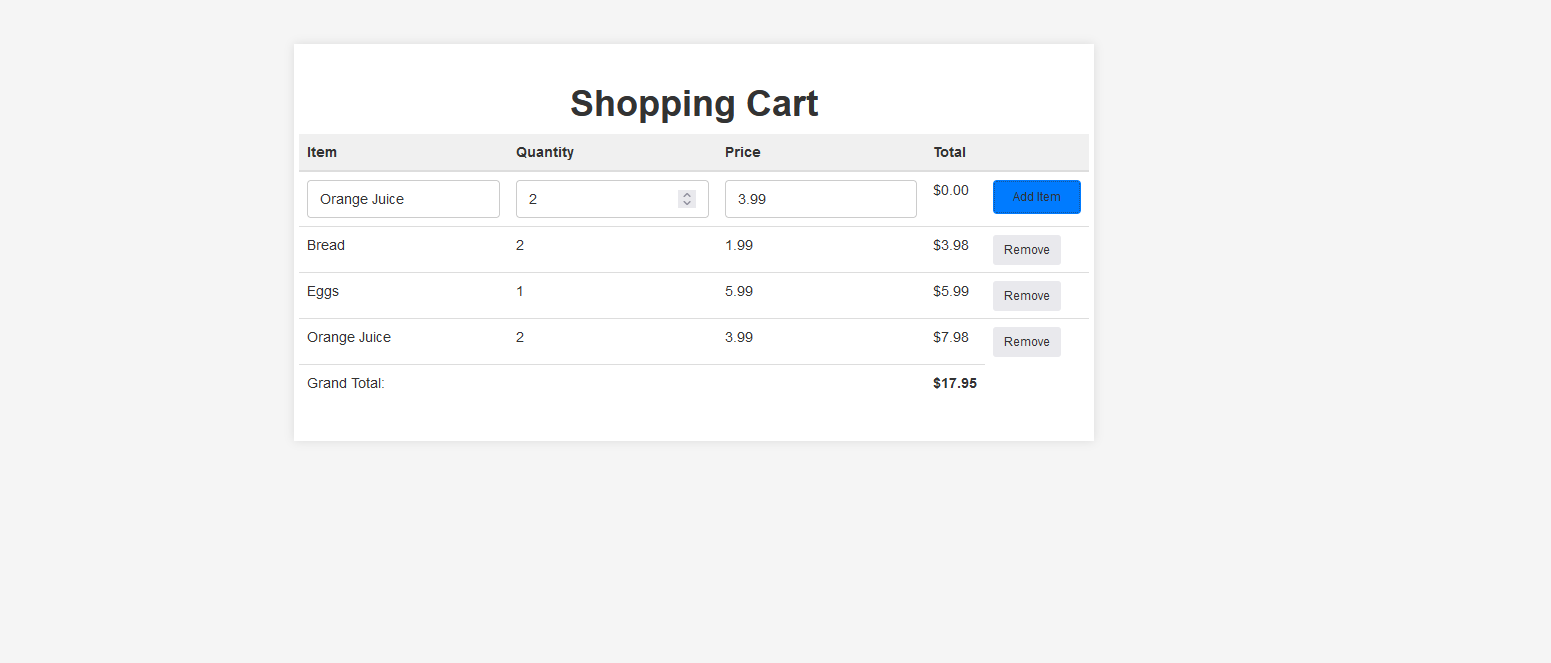 Shopping Cart
Item Quantity Price Total
Orange Juice 2 3.99 $0.00 Add Item
Bread 2 1.99 $3.98 Remove
Eggs 1 5.99 $5.99 Remove
Orange Juice 2 3.99 $7.98 Remove
Grand Total: $17.95